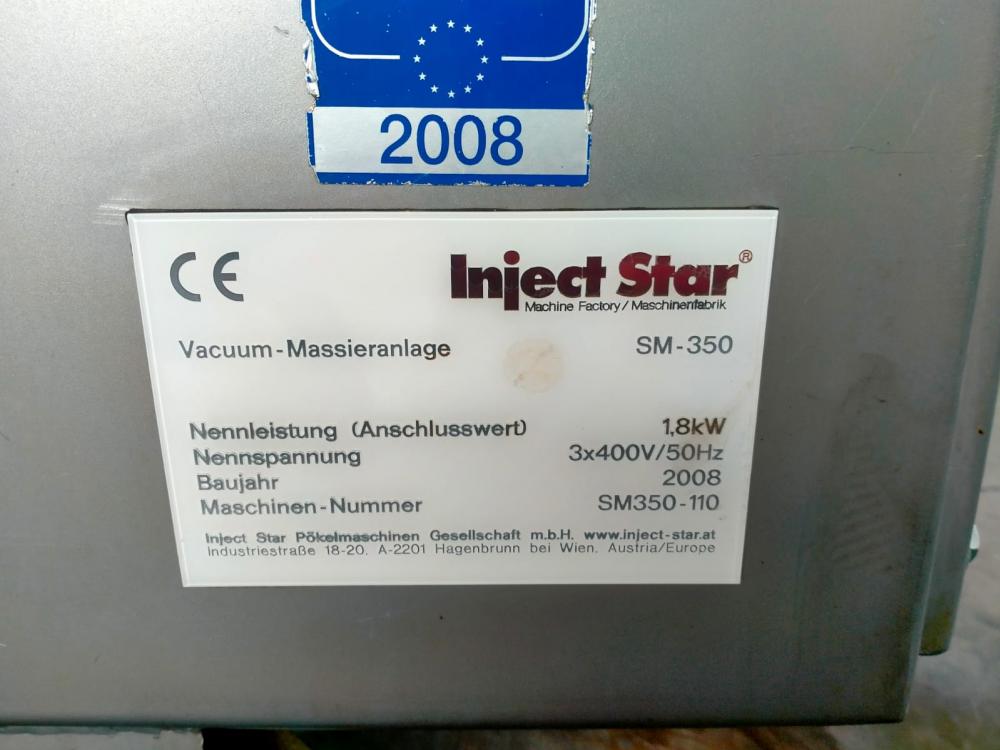 2008
CE
Inject Star®
Machine Factory / Maschinenfabrik
Vacuum-Massieranlage SM-350
Nennleistung (Anschlusswert) 1,8kW
Nennspannung 3x400V/50Hz
Baujahr 2008
Maschinen-Nummer SM350-110
Inject Star Pökelmaschinen Gesellschaft m.b.H. www.inject-star.at
Industriestraße 18-20. A-2201 Hagenbrunn bei Wien. Austria/Europe